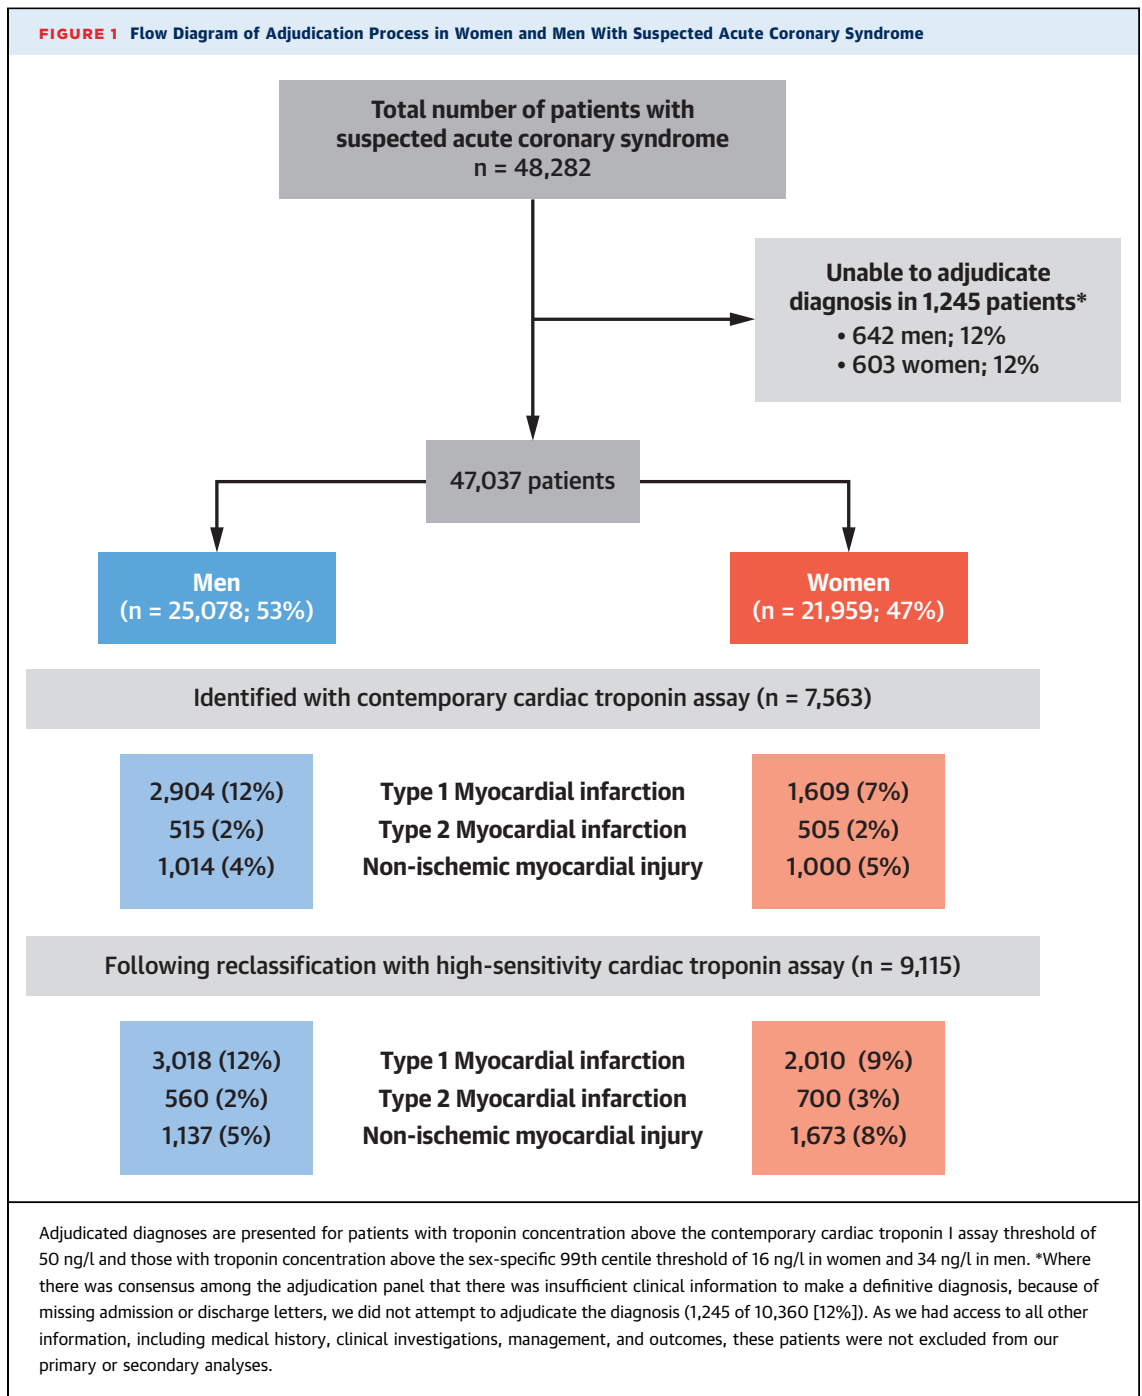 FIGURE 1 Flow Diagram of Adjudication Process in Women and Men With Suspected Acute Coronary Syndrome
Total number of patients with
suspected acute coronary syndrome
n = 48,282
Unable to adjudicate
diagnosis in 1,245 patients*
• 642 men; 12%
• 603 women; 12%
47,037 patients
Men
(n = 25,078; 53%)
Women
(n = 21,959; 47%)
Identified with contemporary cardiac troponin assay (n = 7,563)
2,904 (12%) Type 1 Myocardial infarction 1,609 (7%)
515 (2%) Type 2 Myocardial infarction 505 (2%)
1,014 (4%) Non-ischemic myocardial injury 1,000 (5%)
Following reclassification with high-sensitivity cardiac troponin assay (n = 9,115)
3,018 (12%) Type 1 Myocardial infarction 2,010 (9%)
560 (2%) Type 2 Myocardial infarction 700 (3%)
1,137 (5%) Non-ischemic myocardial injury 1,673 (8%)
Adjudicated diagnoses are presented for patients with troponin concentration above the contemporary cardiac troponin I assay threshold of
50 ng/l and those with troponin concentration above the sex-specific 99th centile threshold of 16 ng/l in women and 34 ng/l in men. *Where
there was consensus among the adjudication panel that there was insufficient clinical information to make a definitive diagnosis, because of
missing admission or discharge letters, we did not attempt to adjudicate the diagnosis (1,245 of 10,360 [12%]). As we had access to all other
information, including medical history, clinical investigations, management, and outcomes, these patients were not excluded from our
primary or secondary analyses.